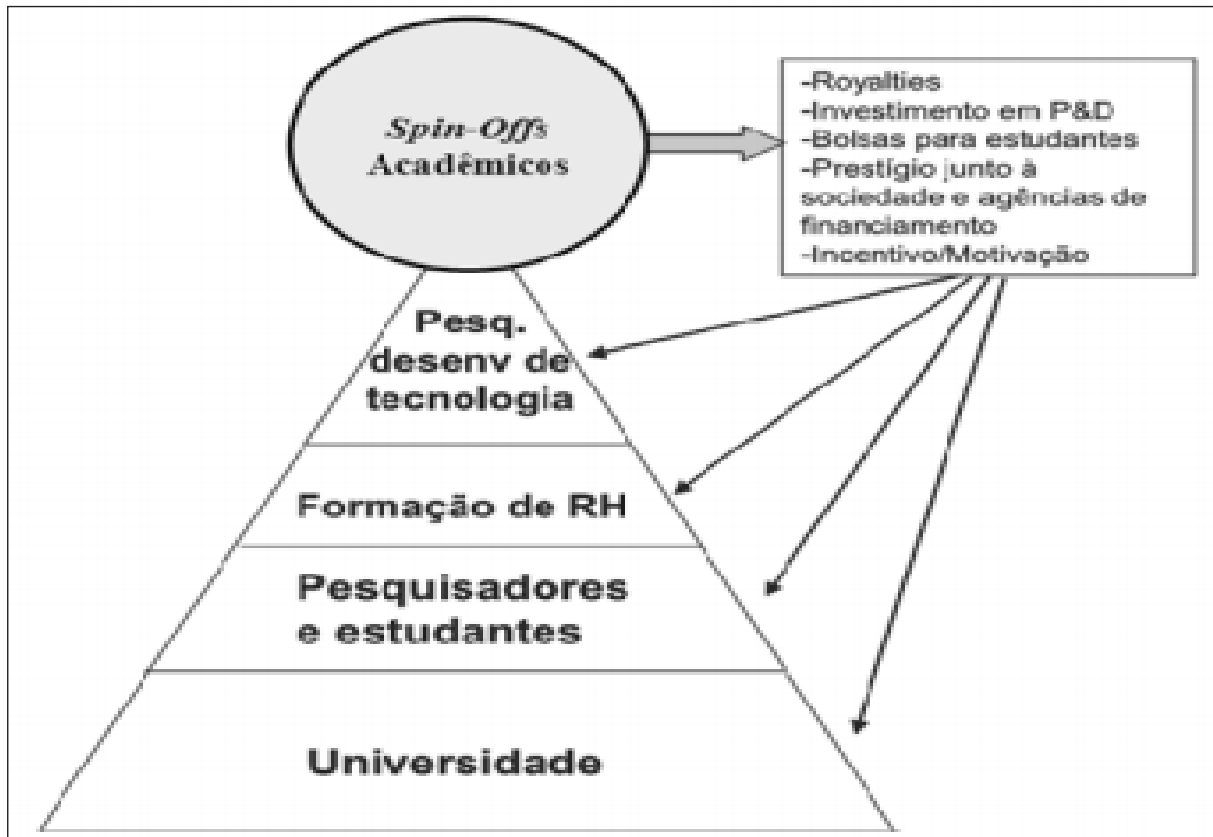 Spin-Offs
Acadêmicos
-Royalties
-Investimento em P&D
-Bolsas para estudantes
-Prestígio junto à
sociedade e agências de
financiamento
-Incentivo/Motivação
Pesq.
desenv de
tecnologia
Formação de RH
Pesquisadores
e estudantes
Universidade